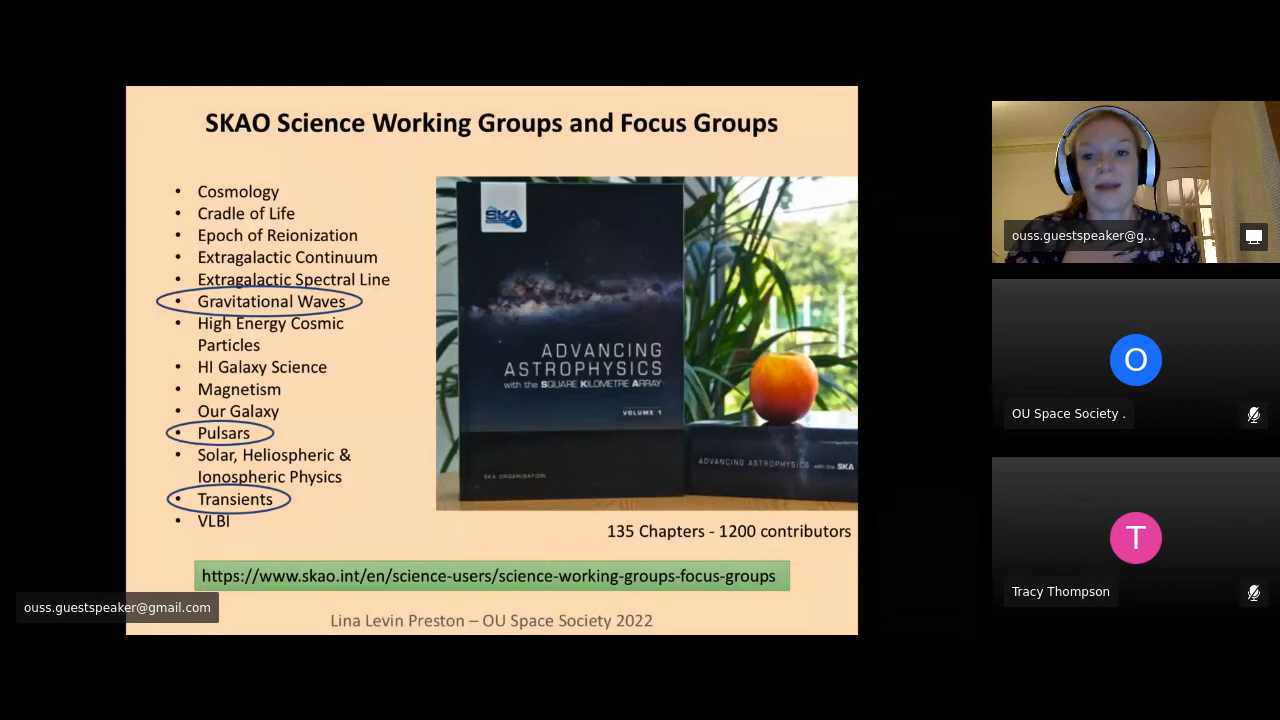 SKAO Science Working Groups and Focus Groups
• Cosmology
• Cradle of Life
• Epoch of Reionization
• Extragalactic Continuum
• Extragalactic Spectral Line
• Gravitational Waves
• High Energy Cosmic
Particles
• HI Galaxy Science
• Magnetism
• Our Galaxy
• Pulsars
• Solar, Heliospheric &
Ionospheric Physics
• Transients
• VLBI
SKA
ADVANCING
ASTROPHYSICS
with the SQUARE KILOMETRE ARRAY
VOLUME 1
SKA ORGANISATION
ADVANCING ASTROPHYSICS with the SKA
135 Chapters - 1200 contributors
https://www.skao.int/en/science-users/science-working-groups-focus-groups
Lina Levin Preston – OU Space Society 2022
ouss.guestspeaker@gmail.com
ouss.guestspeaker@g...
O
OU Space Society .
T
Tracy Thompson